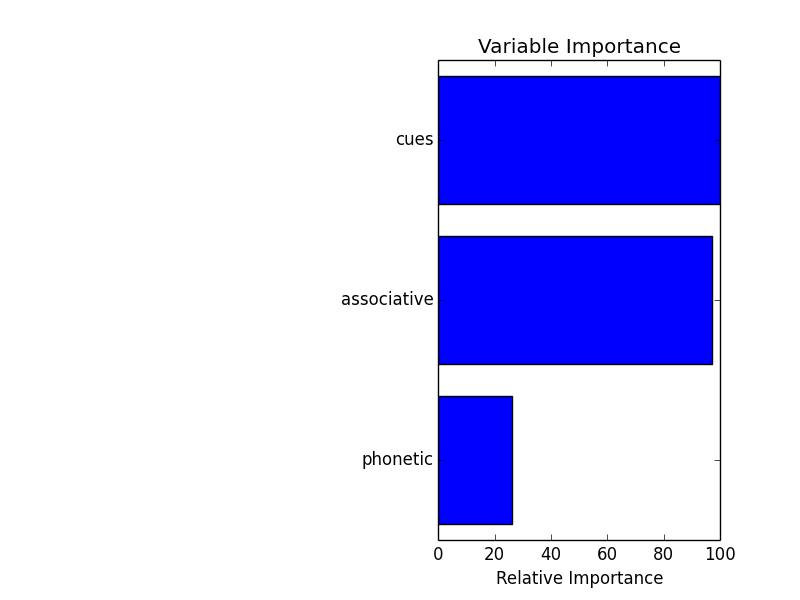 Variable Importance
cues
associative
phonetic
0 20 40 60 80 100
Relative Importance